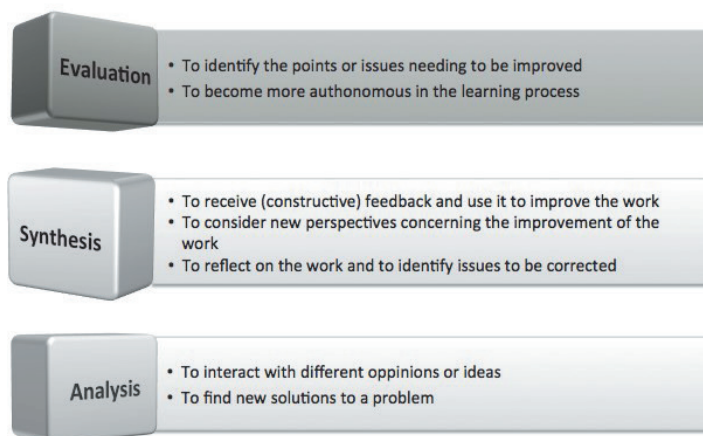 Evaluation
• To identify the points or issues needing to be improved
• To become more authonomous in the learning process
Synthesis
• To receive (constructive) feedback and use it to improve the work
• To consider new perspectives concerning the improvement of the
work
• To reflect on the work and to identify issues to be corrected
Analysis
• To interact with different oppinions or ideas
• To find new solutions to a problem